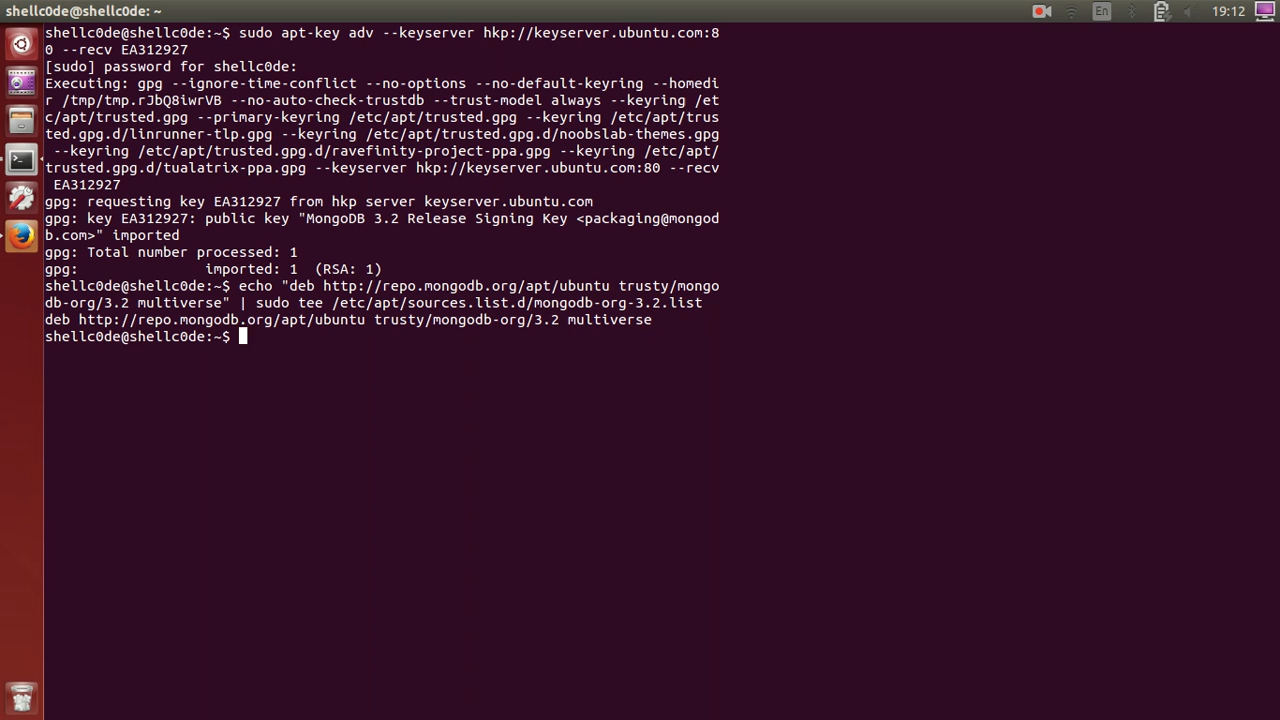 shellc0de@shellc0de: ~
En
19:12
shellc0de@shellc0de:~$ sudo apt-key adv --keyserver hkp://keyserver.ubuntu.com:8
0 --recv EA312927
[sudo] password for shellc0de:
Executing: gpg --ignore-time-conflict --no-options --no-default-keyring --homedi
r /tmp/tmp.rJbQ8iwrVB --no-auto-check-trustdb --trust-model always --keyring /et
c/apt/trusted.gpg --primary-keyring /etc/apt/trusted.gpg --keyring /etc/apt/trus
ted.gpg.d/linrunner-tlp.gpg --keyring /etc/apt/trusted.gpg.d/noobslab-themes.gpg
 --keyring /etc/apt/trusted.gpg.d/ravefinity-project-ppa.gpg --keyring /etc/apt/
trusted.gpg.d/tualatrix-ppa.gpg --keyserver hkp://keyserver.ubuntu.com:80 --recv
 EA312927
gpg: requesting key EA312927 from hkp server keyserver.ubuntu.com
gpg: key EA312927: public key "MongoDB 3.2 Release Signing Key <packaging@mongod
b.com>" imported
gpg: Total number processed: 1
gpg:               imported: 1  (RSA: 1)
shellc0de@shellc0de:~$ echo "deb http://repo.mongodb.org/apt/ubuntu trusty/mongo
db-org/3.2 multiverse" | sudo tee /etc/apt/sources.list.d/mongodb-org-3.2.list
deb http://repo.mongodb.org/apt/ubuntu trusty/mongodb-org/3.2 multiverse
shellc0de@shellc0de:~$